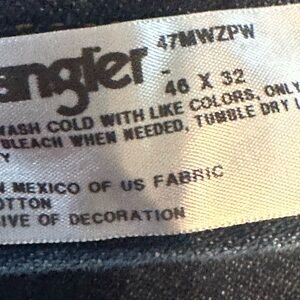 47MWZPW
angler -
46 X 32
WASH COLD WITH LIKE COLORS, ONLY
BLEACH WHEN NEEDED, TUMBLE DRY L
Y
N MEXICO OF US FABRIC
OTTON
IVE OF DECORATION